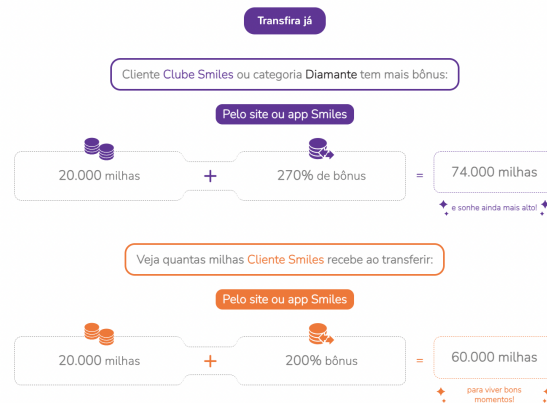 Transfira já
Cliente Clube Smiles ou categoria Diamante tem mais bônus:
Pelo site ou app Smiles
20.000 milhas
+
270% de bônus
=
74.000 milhas
e sonhe ainda mais alto!
Veja quantas milhas Cliente Smiles recebe ao transferir:
Pelo site ou app Smiles
20.000 milhas
+
200% bônus
=
60.000 milhas
para viver bons
momentos!